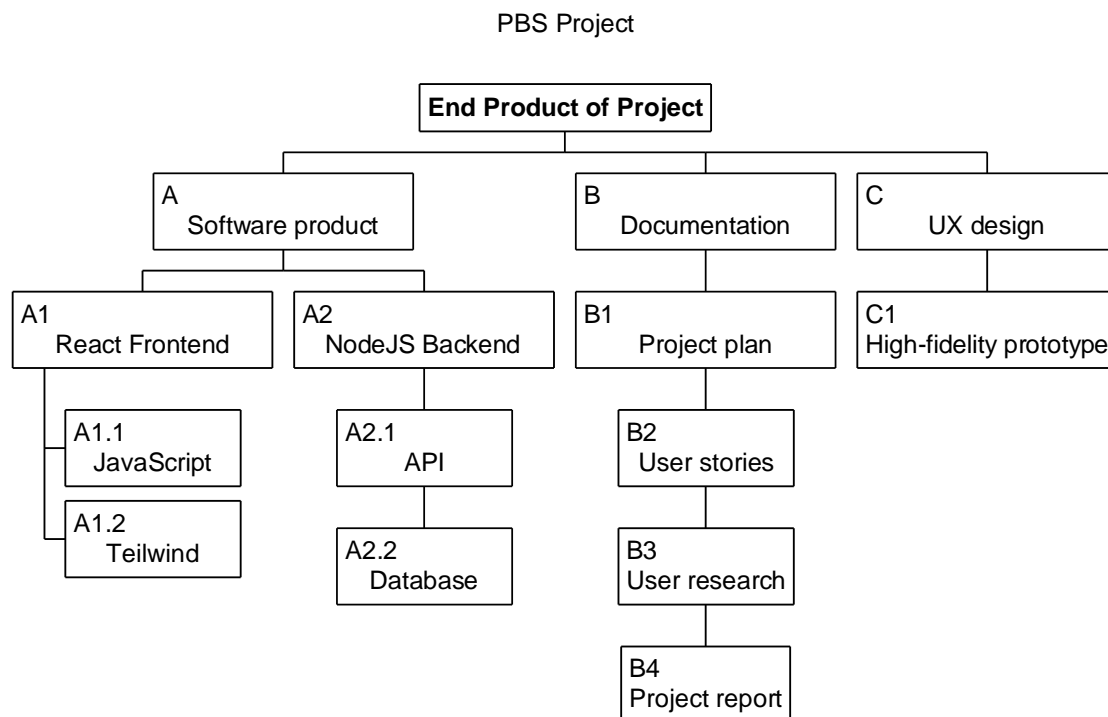 PBS Project
End Product of Project
A
Software product
B
Documentation
C
UX design
A1
React Frontend
A2
NodeJS Backend
B1
Project plan
C1
High-fidelity prototype
A1.1
JavaScript
A2.1
API
B2
User stories
A1.2
Teilwind
A2.2
Database
B3
User research
B4
Project report